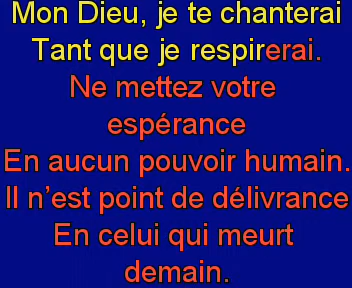 Mon Dieu, je te chanterai
Tant que je respirerai.
Ne mettez votre
espérance
En aucun pouvoir humain.
Il n’est point de délivrance
En celui qui meurt
demain.